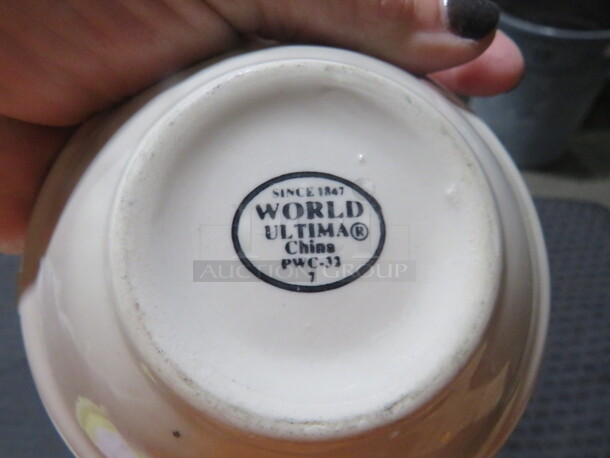 SINCE 1847
WORLD
ULTIMA®
China
PWC-33
7
AUCTION GROUP